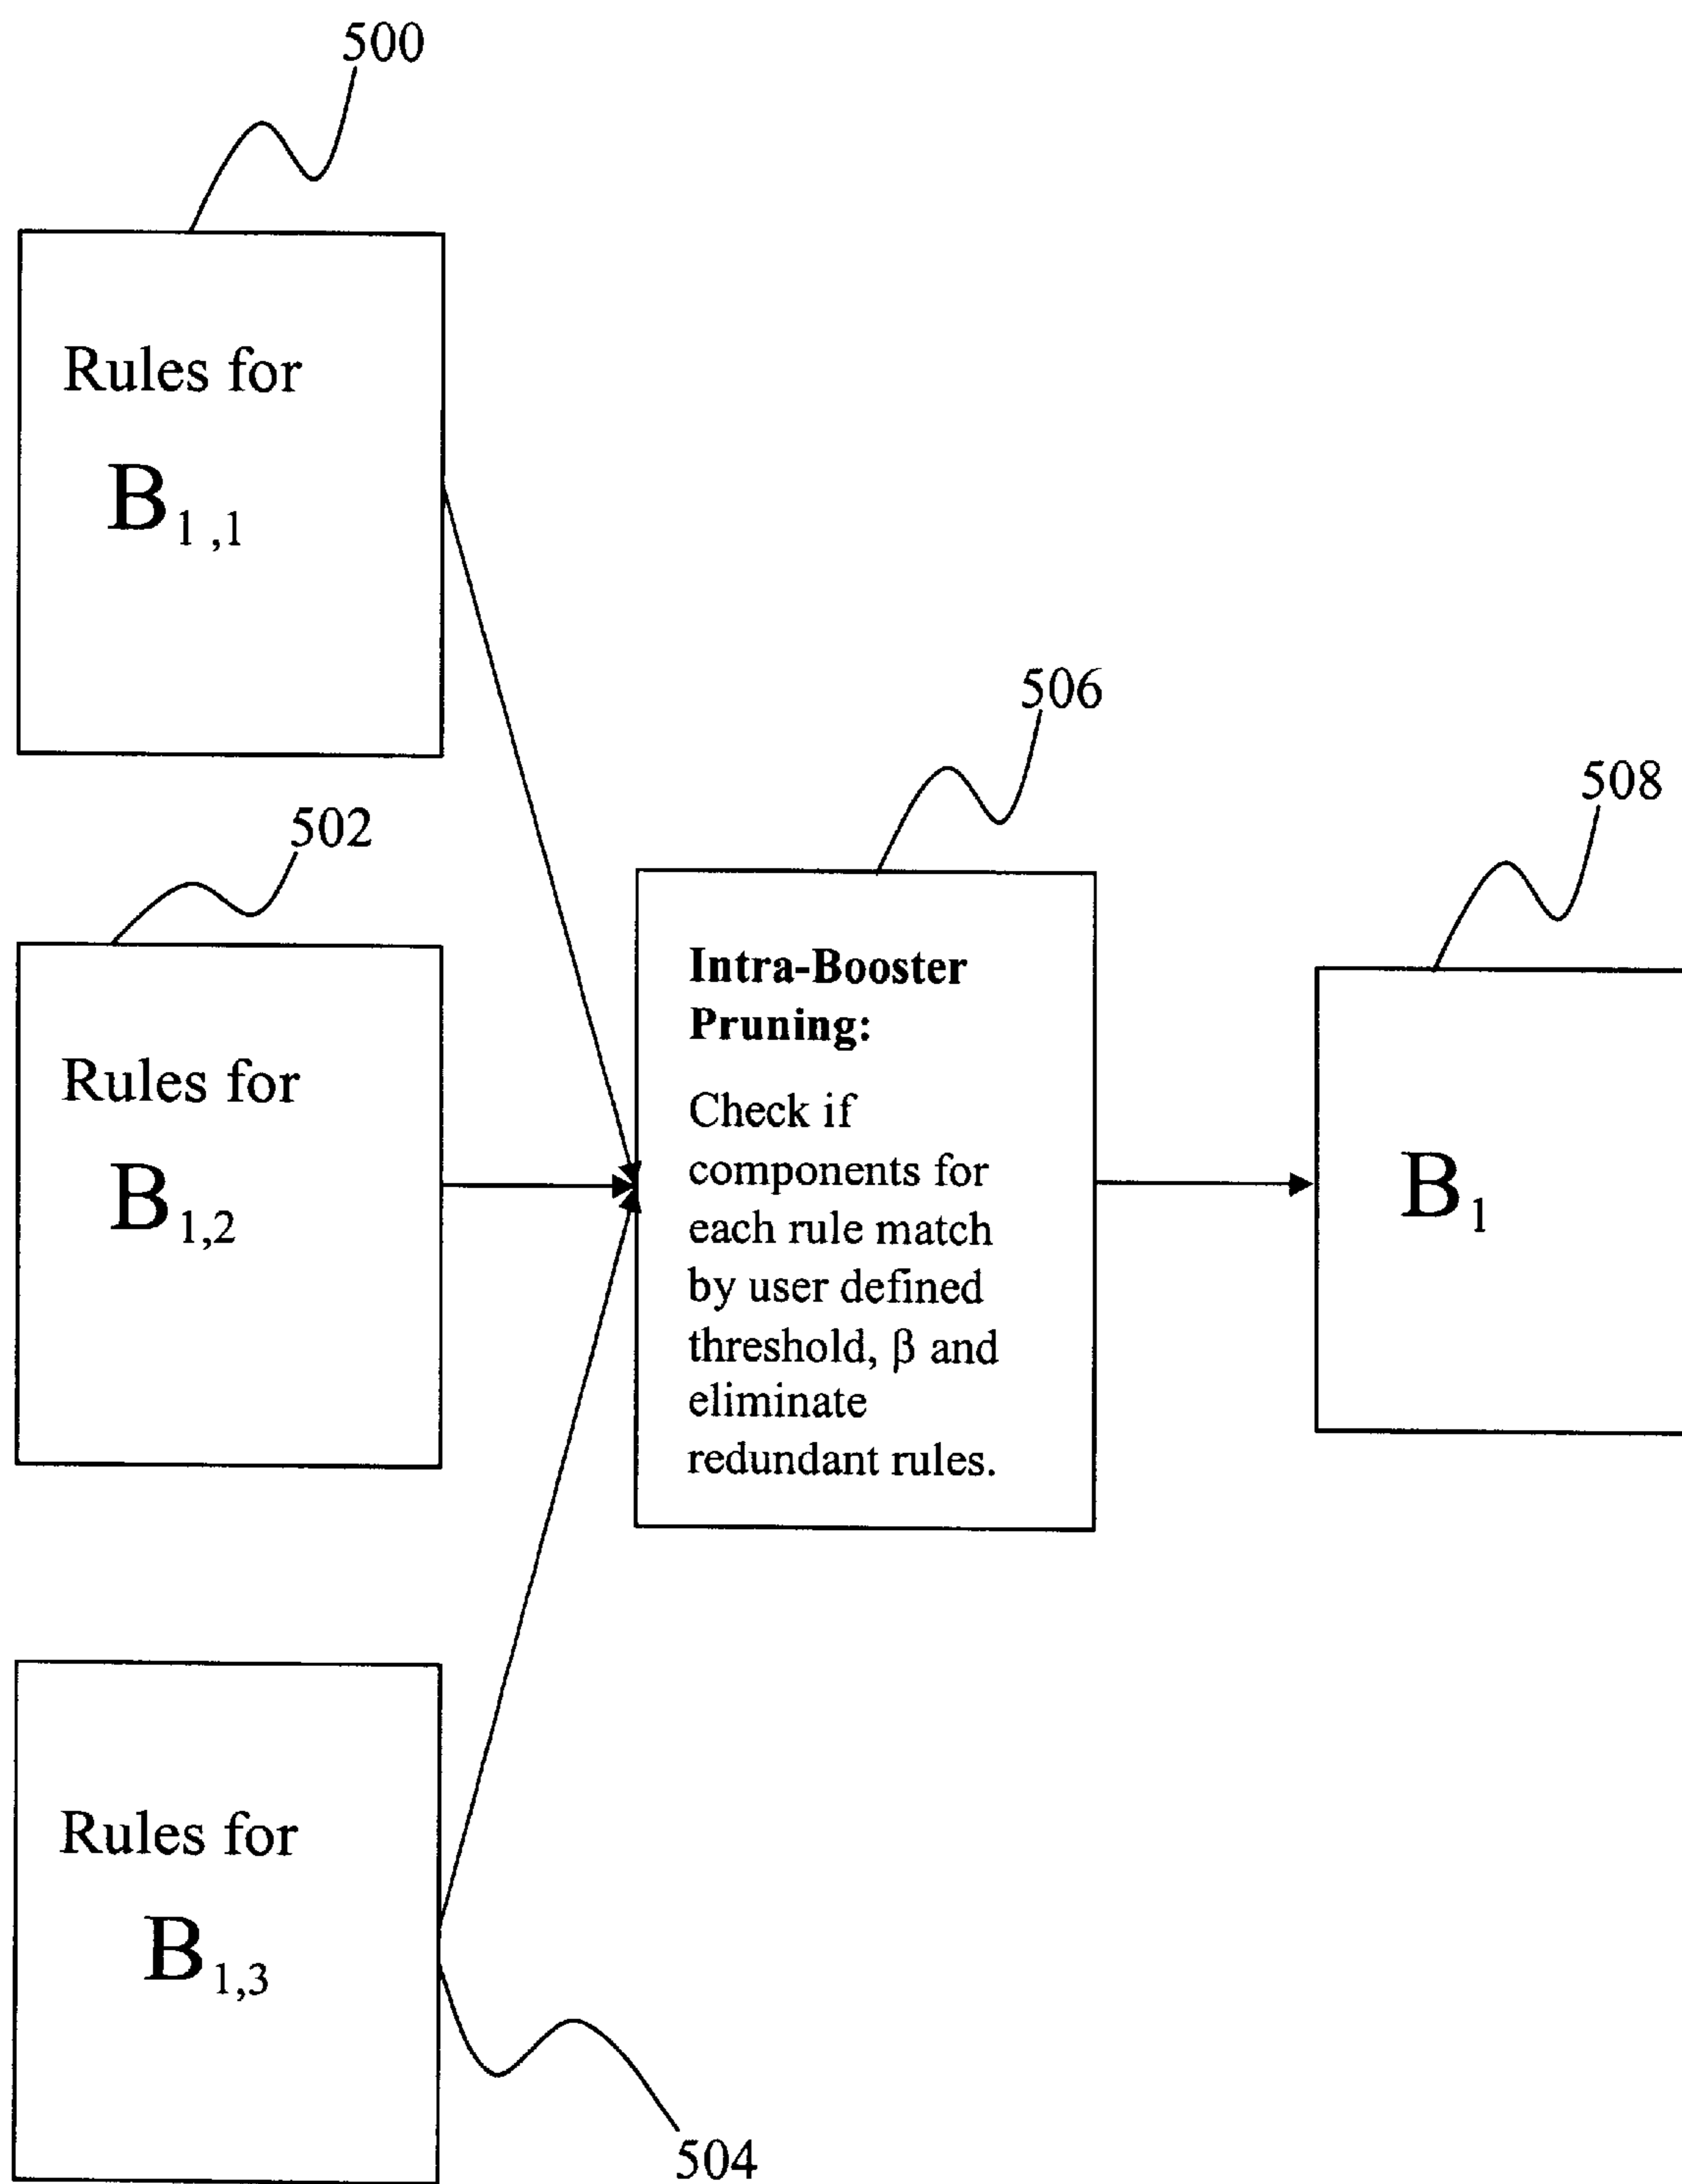 500
Rules for
B1,1
502
Rules for
B1,2
Rules for
B1,3
504
506
Intra-Booster
Pruning:
Check if
components for
each rule match
by user defined
threshold, β and
eliminate
redundant rules.
508
B1